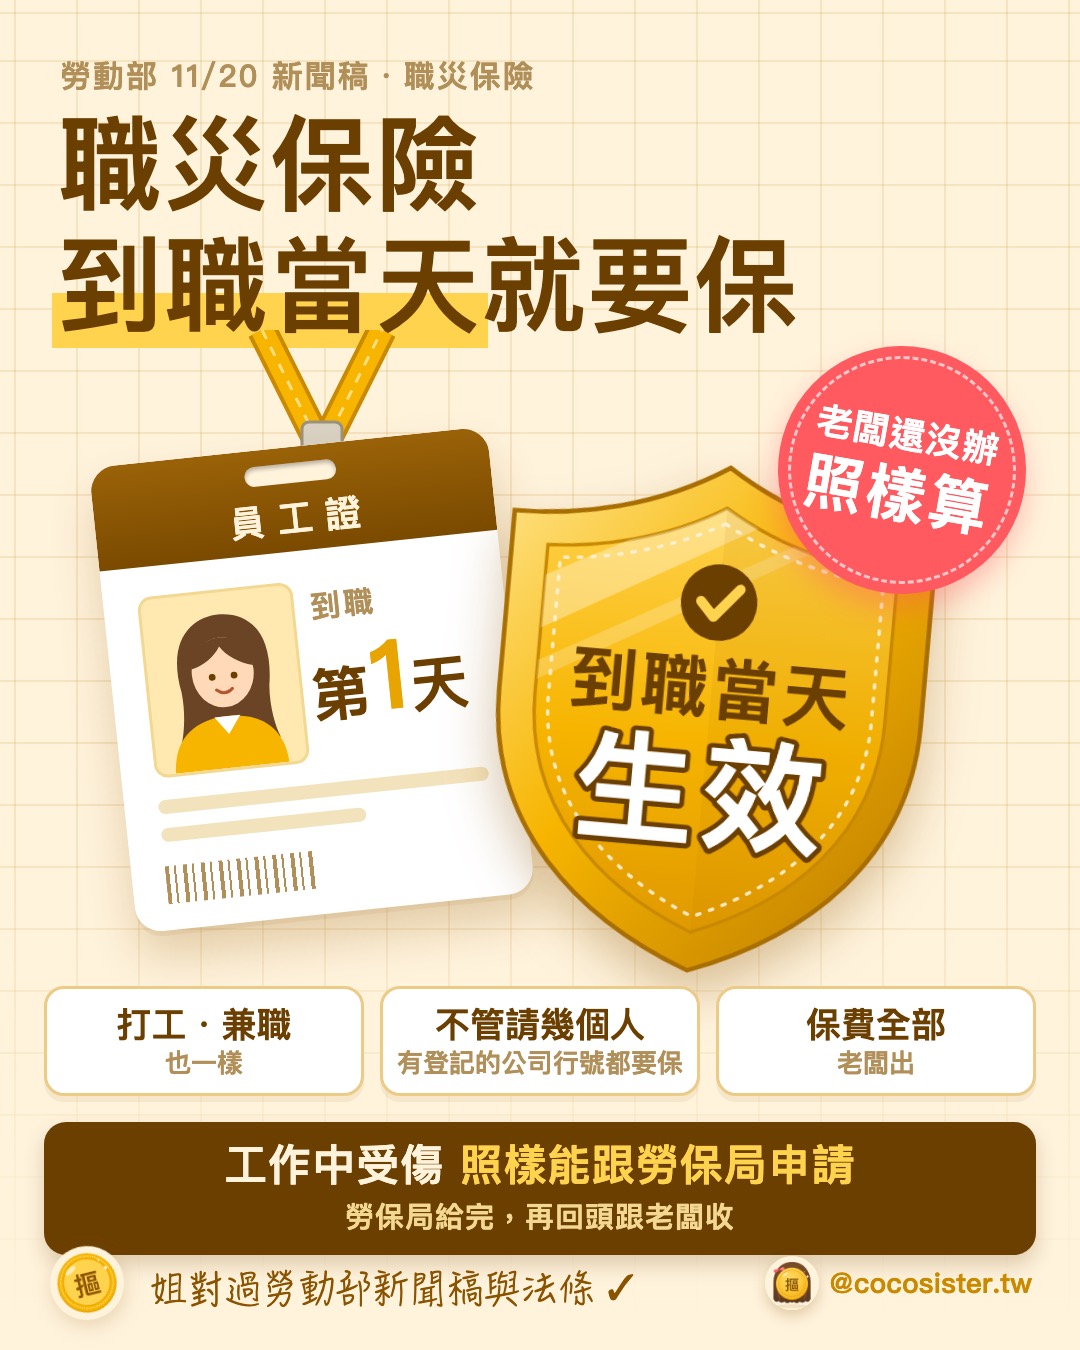 勞動部 11/20 新聞稿・職災保險
職災保險
到職當天就要保
老闆還沒辦
照樣算
員工證
到職
第1天
到職當天
生效
打工・兼職
也一樣
不管請幾個人
有登記的公司行號都要保
保費全部
老闆出
工作中受傷 照樣能跟勞保局申請
勞保局給完，再回頭跟老闆收
摳
姐對過勞動部新聞稿與法條 ✓
摳
@cocosister.tw